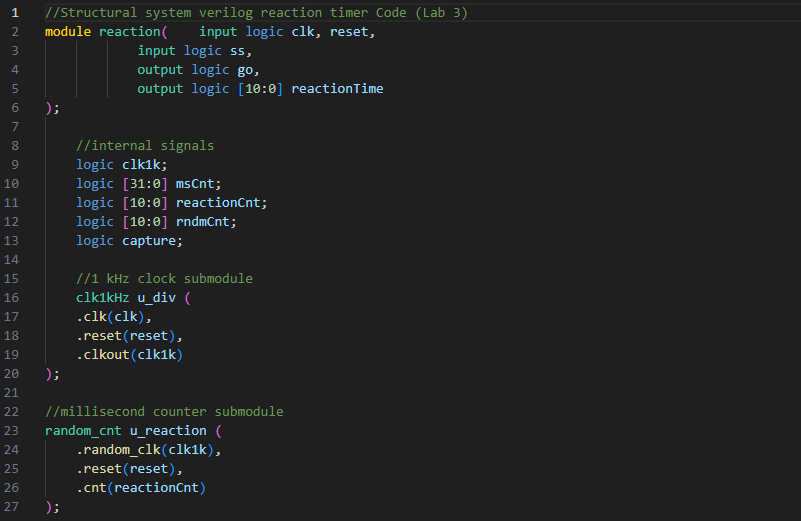 1 //Structural system verilog reaction timer Code (Lab 3)
2 module reaction(    input logic clk, reset,
3             input logic ss,
4             output logic go,
5             output logic [10:0] reactionTime
6 );
7
8     //internal signals
9     logic clk1k;
10     logic [31:0] msCnt;
11     logic [10:0] reactionCnt;
12     logic [10:0] rndmCnt;
13     logic capture;
14
15     //1 kHz clock submodule
16     clk1kHz u_div (
17     .clk(clk),
18     .reset(reset),
19     .clkout(clk1k)
20 );
21
22 //millisecond counter submodule
23 random_cnt u_reaction (
24     .random_clk(clk1k),
25     .reset(reset),
26     .cnt(reactionCnt)
27 );